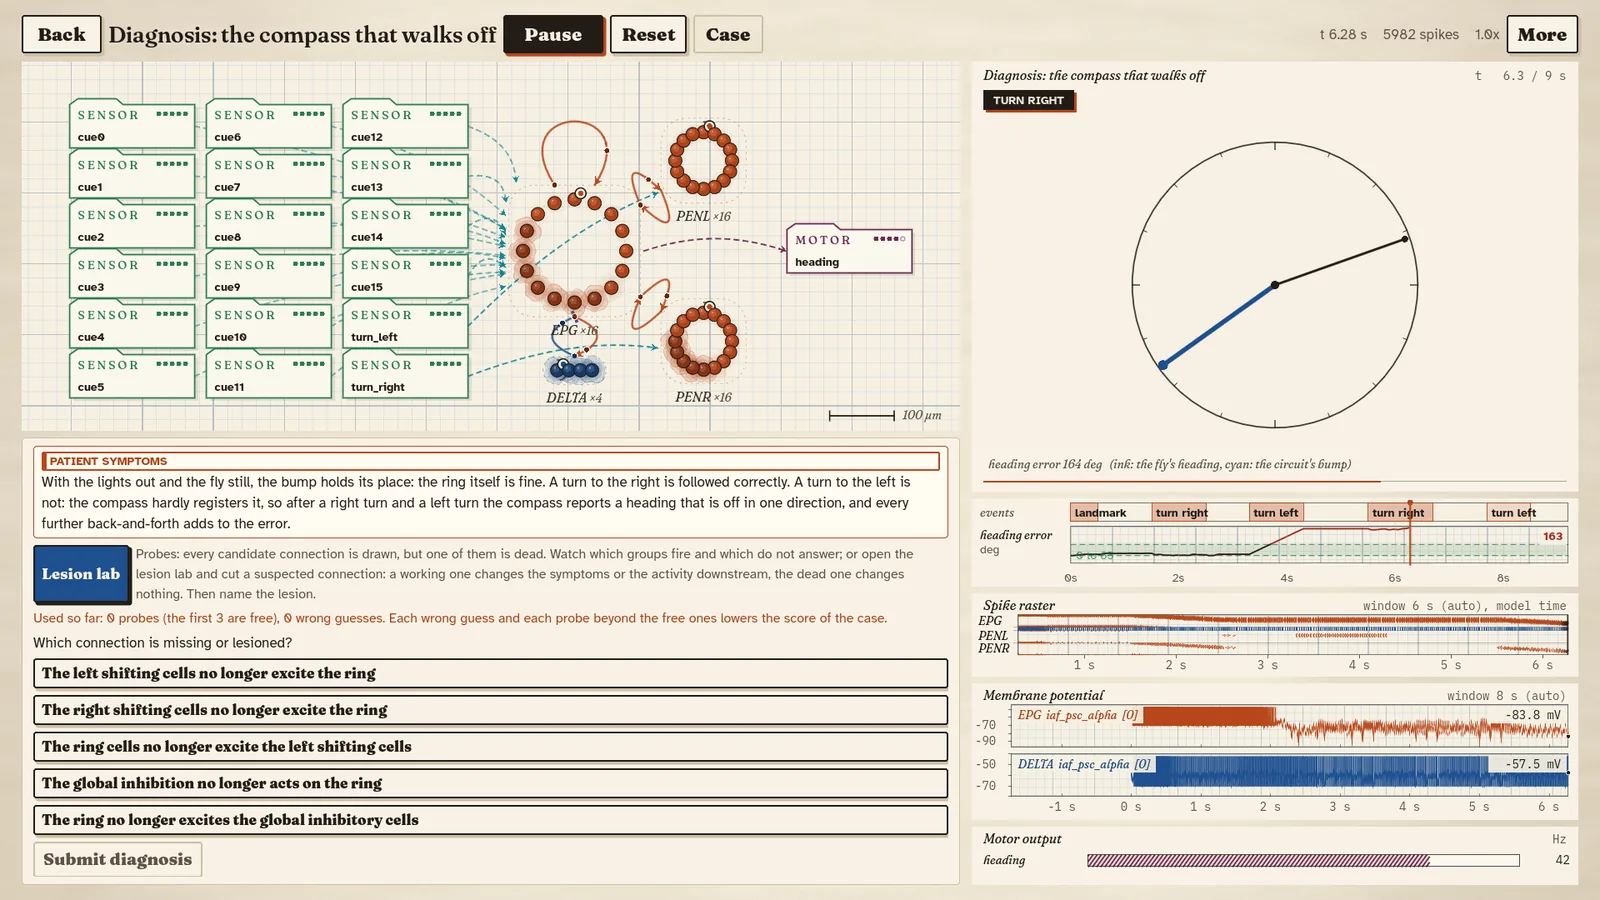 Back
Diagnosis: the compass that walks off
Pause
Reset
Case
t 6.28 s
5982 spikes
1.0x
More
SENSOR
cue0
SENSOR
cue6
SENSOR
cue12
SENSOR
cue1
SENSOR
cue7
SENSOR
cue13
SENSOR
cue2
SENSOR
cue8
SENSOR
cue14
SENSOR
cue3
SENSOR
cue9
SENSOR
cue15
SENSOR
cue4
SENSOR
cue10
SENSOR
turn_left
SENSOR
cue5
SENSOR
cue11
SENSOR
turn_right
EPG ×16
DELTA ×4
PENL ×16
PENR ×16
MOTOR
heading
100 µm
PATIENT SYMPTOMS
With the lights out and the fly still, the bump holds its place: the ring itself is fine. A turn to the right is followed correctly. A turn to the left is
not: the compass hardly registers it, so after a right turn and a left turn the compass reports a heading that is off in one direction, and every
further back-and-forth adds to the error.
Lesion lab
Probes: every candidate connection is drawn, but one of them is dead. Watch which groups fire and which do not answer; or open the
lesion lab and cut a suspected connection: a working one changes the symptoms or the activity downstream, the dead one changes
nothing. Then name the lesion.
Used so far: 0 probes (the first 3 are free), 0 wrong guesses. Each wrong guess and each probe beyond the free ones lowers the score of the case.
Which connection is missing or lesioned?
The left shifting cells no longer excite the ring
The right shifting cells no longer excite the ring
The ring cells no longer excite the left shifting cells
The global inhibition no longer acts on the ring
The ring no longer excites the global inhibitory cells
Submit diagnosis
Diagnosis: the compass that walks off
t 6.3 / 9 s
TURN RIGHT
heading error 164 deg (ink: the fly's heading, cyan: the circuit's bump)
events
landmark
turn right
turn left
turn right
turn left
heading error
deg
163
0s
2s
4s
6s
8s
Spike raster
window 6 s (auto), model time
EPG
PENL
PENR
1 s
2 s
3 s
4 s
5 s
6 s
Membrane potential
window 8 s (auto)
-70
-90
EPG iaf_psc_alpha [0]
-83.8 mV
-50
-70
DELTA iaf_psc_alpha [0]
-57.5 mV
-1 s
0 s
1 s
2 s
3 s
4 s
5 s
6 s
Motor output
Hz
heading
42